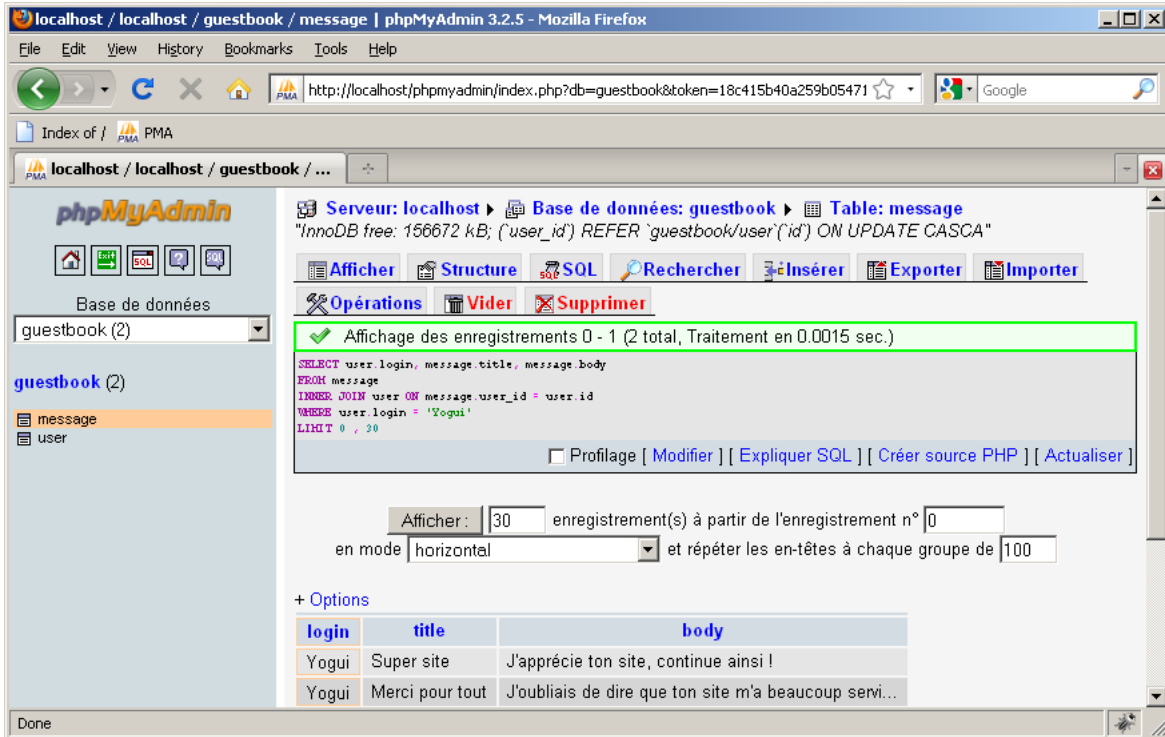 localhost / localhost / guestbook / message | phpMyAdmin 3.2.5 - Mozilla Firefox
File Edit View History Bookmarks Tools Help
http://localhost/phpmyadmin/index.php?db=guestbook&token=18c415b40a259b05471 Google
Index of / PMA
localhost / localhost / guestbook / ...
phpMyAdmin
Exit SQL SQL
Base de données
guestbook (2)
guestbook (2)
message
user
Serveur: localhost Base de données: guestbook Table: message
"InnoDB free: 156672 kB; (`user_id`) REFER `guestbook/user`(`id`) ON UPDATE CASCA"
Afficher Structure SQL Rechercher Insérer Exporter Importer
Opérations Vider Supprimer
Affichage des enregistrements 0 - 1 (2 total, Traitement en 0.0015 sec.)
SELECT user.login, message.title, message.body
FROM message
INNER JOIN user ON message.user_id = user.id
WHERE user.login = 'Yogui'
LIMIT 0 , 30
Profilage [ Modifier ] [ Expliquer SQL ] [ Créer source PHP ] [ Actualiser ]
Afficher : 30 enregistrement(s) à partir de l'enregistrement n° 0
en mode horizontal et répéter les en-têtes à chaque groupe de 100
+ Options
login title body
Yogui Super site J'apprécie ton site, continue ainsi !
Yogui Merci pour tout J'oubliais de dire que ton site m'a beaucoup servi...
Done